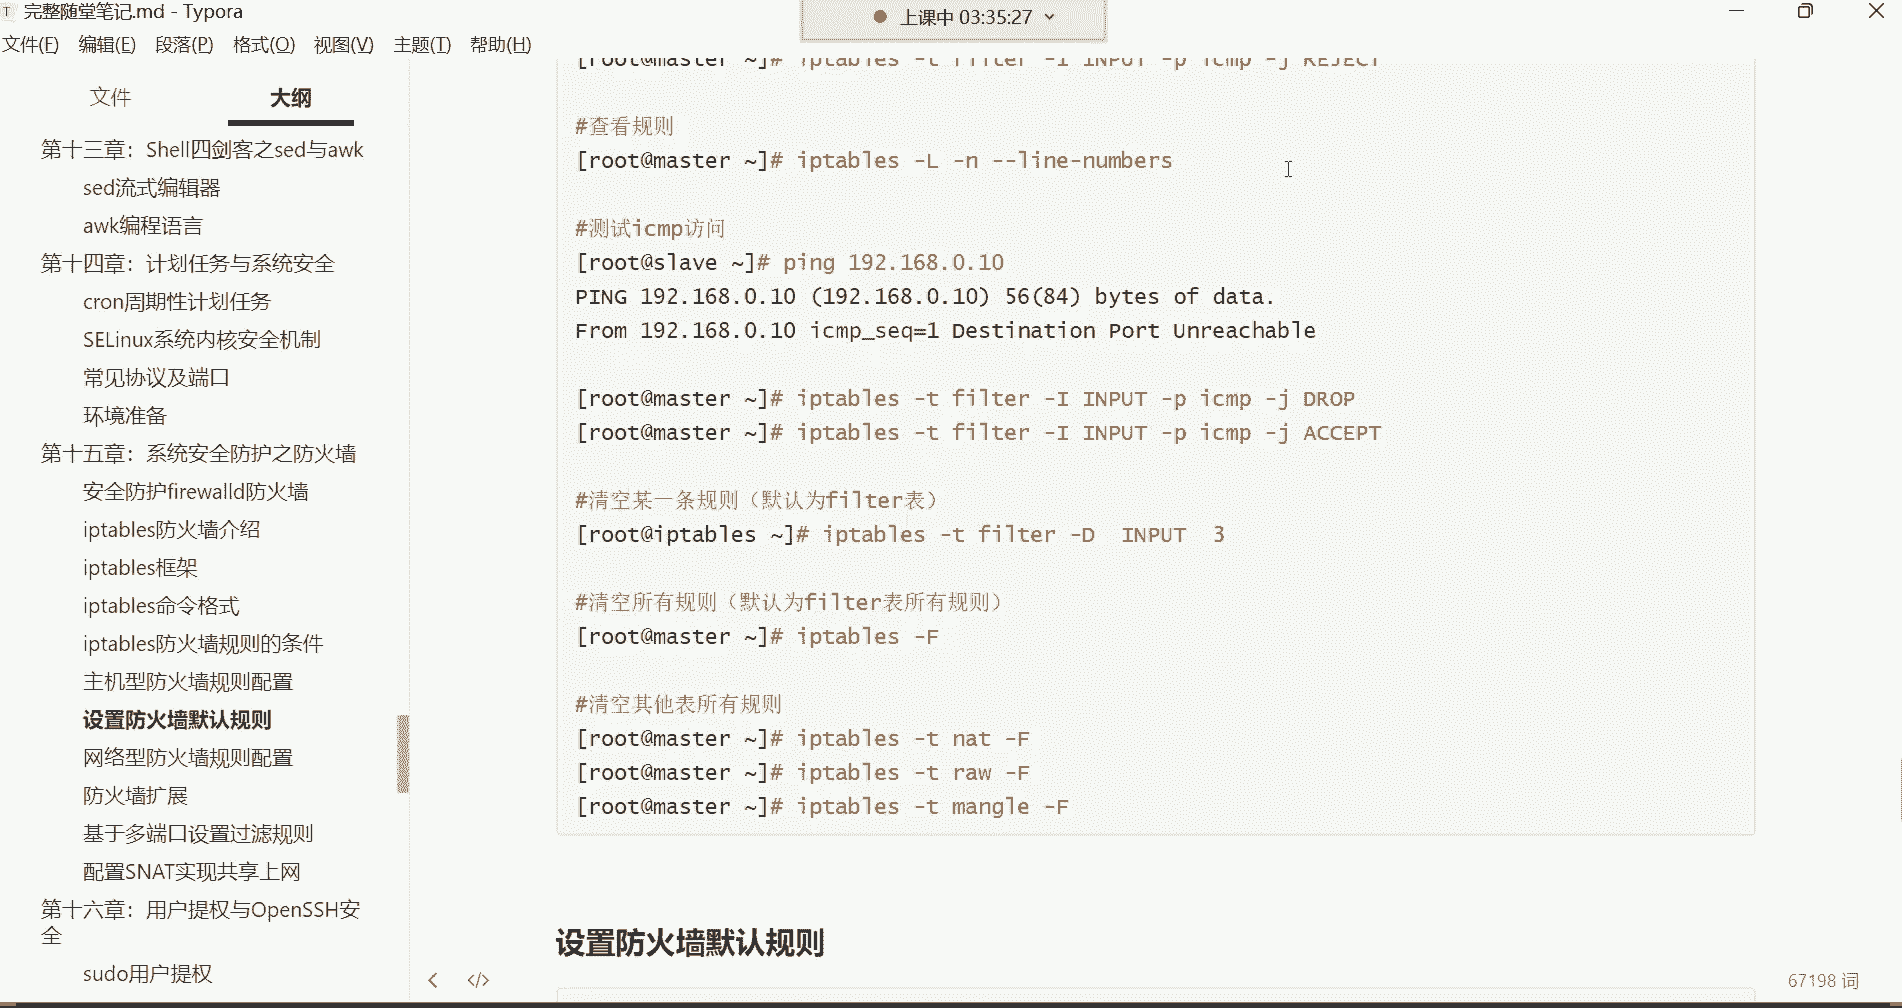 完整随堂笔记.md - Typora
上课中 03:35:27
文件(F) 编辑(E) 段落(P) 格式(O) 视图(V) 主题(T) 帮助(H)
文件 大纲
第十三章：Shell四剑客之sed与awk
sed流式编辑器
awk编程语言
第十四章：计划任务与系统安全
cron周期性计划任务
SELinux系统内核安全机制
常见协议及端口
环境准备
第十五章：系统安全防护之防火墙
安全防护firewalld防火墙
iptables防火墙介绍
iptables框架
iptables命令格式
iptables防火墙规则的条件
主机型防火墙规则配置
设置防火墙默认规则
网络型防火墙规则配置
防火墙扩展
基于多端口设置过滤规则
配置SNAT实现共享上网
第十六章：用户提权与OpenSSH安
全
sudo用户提权
[root@master ~]# iptables -t filter -I INPUT -p icmp -j REJECT
#查看规则
[root@master ~]# iptables -L -n --line-numbers
#测试icmp访问
[root@slave ~]# ping 192.168.0.10
PING 192.168.0.10 (192.168.0.10) 56(84) bytes of data.
From 192.168.0.10 icmp_seq=1 Destination Port Unreachable
[root@master ~]# iptables -t filter -I INPUT -p icmp -j DROP
[root@master ~]# iptables -t filter -I INPUT -p icmp -j ACCEPT
#清空某一条规则（默认为filter表）
[root@iptables ~]# iptables -t filter -D  INPUT  3
#清空所有规则（默认为filter表所有规则）
[root@master ~]# iptables -F
#清空其他表所有规则
[root@master ~]# iptables -t nat -F
[root@master ~]# iptables -t raw -F
[root@master ~]# iptables -t mangle -F
设置防火墙默认规则
67198 词